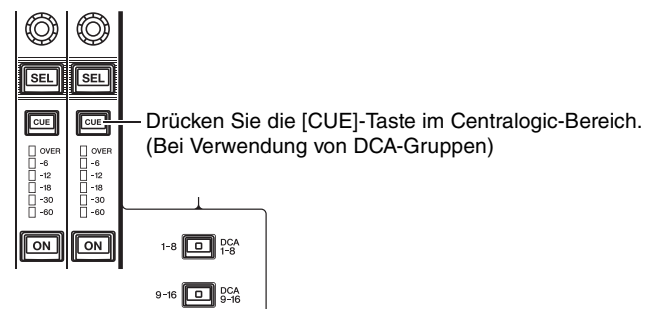 SEL SEL
CUE CUE
Drücken Sie die [CUE]-Taste im Centralogic-Bereich.
(Bei Verwendung von DCA-Gruppen)
OVER OVER
-6 -6
-12 -12
-18 -18
-30 -30
-60 -60
ON ON
1-8 DCA 1-8
9-16 DCA 9-16